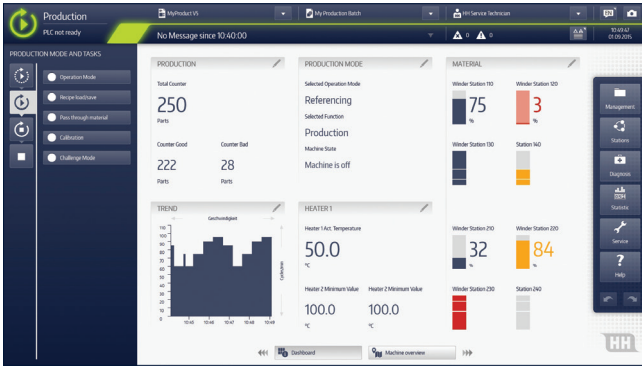 Production
PLC not ready
MyProduct V5
My Production Batch
HH Service Technician
EN
No Message since 10:40:00
0
0
10:49:47
01.09.2015
PRODUCTION MODE AND TASKS
Operation Mode
Recipe load/save
Pass through material
Calibration
Challenge Mode
PRODUCTION
Total Counter
250
Parts
Counter Good
Counter Bad
222
28
Parts
Parts
PRODUCTION MODE
Selected Operation Mode
Referencing
Selected Function
Production
Machine State
Machine is off
MATERIAL
Winder Station 110
Winder Station 120
75
%
3
%
Winder Station 130
Station 140
Winder Station 210
Winder Station 220
32
%
84
%
Winder Station 230
Station 240
TREND
Geschwindigkeit
110
100
90
80
70
60
50
40
30
20
10
0
10:45
10:46
10:47
10:48
10:49
Cycles/min
HEATER 1
Heater 1 Act. Temperature
50.0
°C
Heater 2 Minimum Value
Heater 2 Minimum Value
100.0
100.0
°C
°C
Management
Stations
Diagnosis
Statistic
Service
Help
Dashboard
Machine overview
HH